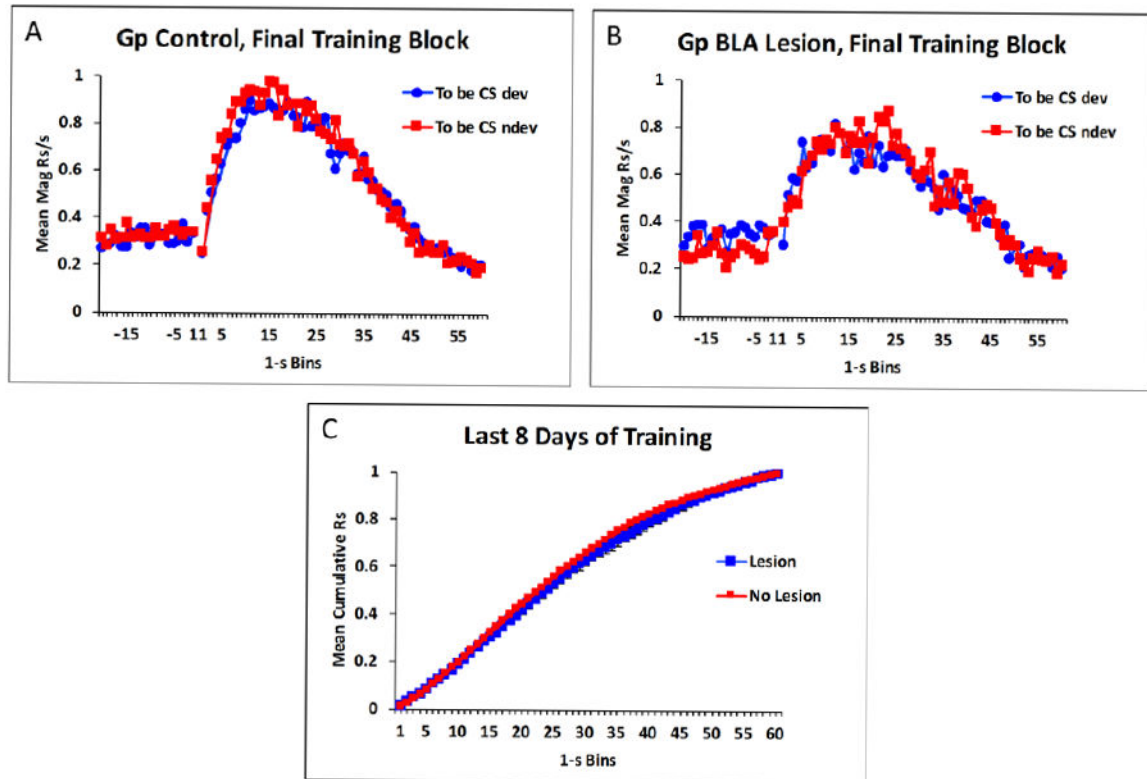 A
Gp Control, Final Training Block
1
0.8
0.6
0.4
0.2
0
Mean Mag Rs/s
To be CS dev
To be CS ndev
-15 -5 11 5 15 25 35 45 55
1-s Bins
B
Gp BLA Lesion, Final Training Block
1
0.8
0.6
0.4
0.2
0
Mean Mag Rs/s
To be CS dev
To be CS ndev
-15 -5 11 5 15 25 35 45 55
1-s Bins
C
Last 8 Days of Training
1
0.8
0.6
0.4
0.2
0
Mean Cumulative Rs
Lesion
No Lesion
1 5 10 15 20 25 30 35 40 45 50 55 60
1-s Bins